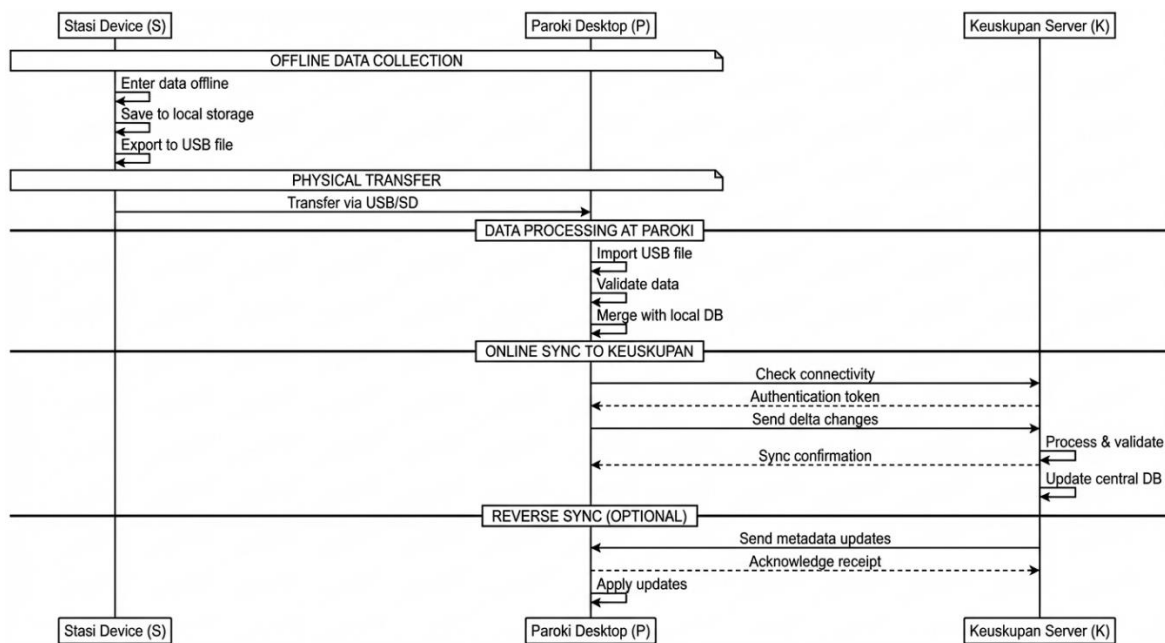 Stasi Device (S)
Paroki Desktop (P)
Keuskupan Server (K)
OFFLINE DATA COLLECTION
Enter data offline
Save to local storage
Export to USB file
PHYSICAL TRANSFER
Transfer via USB/SD
DATA PROCESSING AT PAROKI
Import USB file
Validate data
Merge with local DB
ONLINE SYNC TO KEUSKUPAN
Check connectivity
Authentication token
Send delta changes
Process & validate
Sync confirmation
Update central DB
REVERSE SYNC (OPTIONAL)
Send metadata updates
Acknowledge receipt
Apply updates
Stasi Device (S)
Paroki Desktop (P)
Keuskupan Server (K)